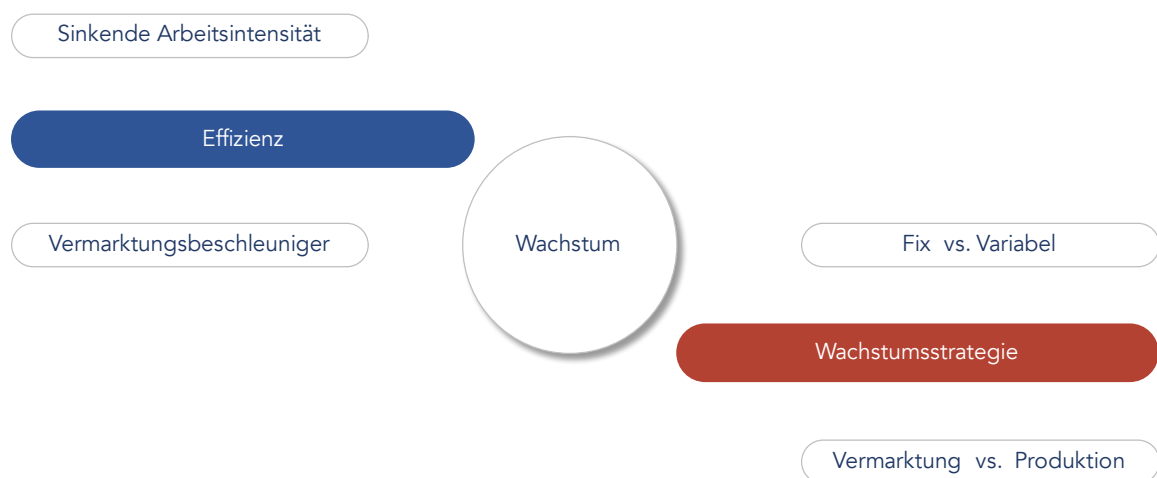 Sinkende Arbeitsintensität
Effizienz
Vermarktungsbeschleuniger
Wachstum
Fix vs. Variabel
Wachstumsstrategie
Vermarktung vs. Produktion